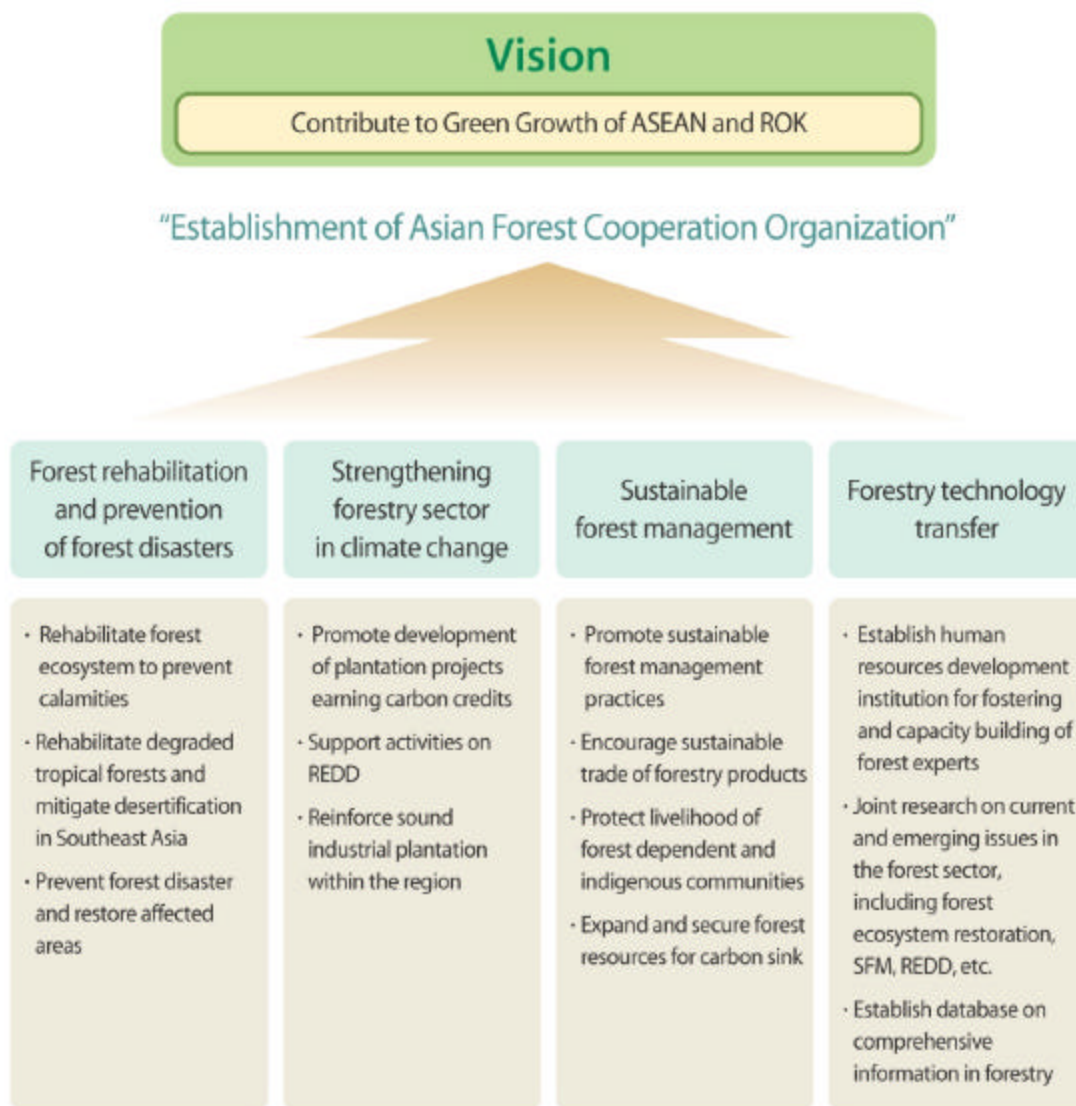 Vision
Contribute to Green Growth of ASEAN and ROK
“Establishment of Asian Forest Cooperation Organization”
Forest rehabilitation
and prevention
of forest disasters
· Rehabilitate forest
ecosystem to prevent
calamities
· Rehabilitate degraded
tropical forests and
mitigate desertification
in Southeast Asia
· Prevent forest disaster
and restore affected
areas
Strengthening
forestry sector
in climate change
· Promote development
of plantation projects
earning carbon credits
· Support activities on
REDD
· Reinforce sound
industrial plantation
within the region
Sustainable
forest management
· Promote sustainable
forest management
practices
· Encourage sustainable
trade of forestry products
· Protect livelihood of
forest dependent and
indigenous communities
· Expand and secure forest
resources for carbon sink
Forestry technology
transfer
· Establish human
resources development
institution for fostering
and capacity building of
forest experts
· Joint research on current
and emerging issues in
the forest sector,
including forest
ecosystem restoration,
SFM, REDD, etc.
· Establish database on
comprehensive
information in forestry